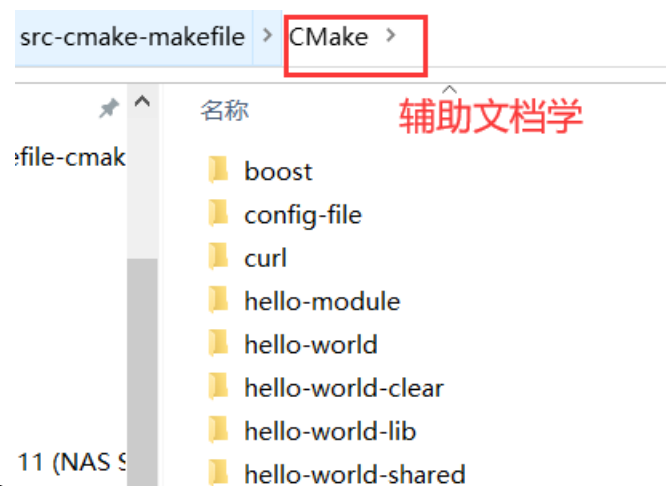 src-cmake-makefile > CMake >
名称
辅助文档学
efile-cmak
boost
config-file
curl
hello-module
hello-world
hello-world-clear
hello-world-lib
11 (NAS S
hello-world-shared